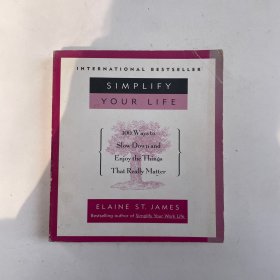 INTERNATIONAL BESTSELLER
SIMPLIFY
YOUR LIFE
100 Ways to
Slow Down and
Enjoy the Things
That Really Matter
ELAINE ST. JAMES
Bestselling author of Simplify Your Work Life